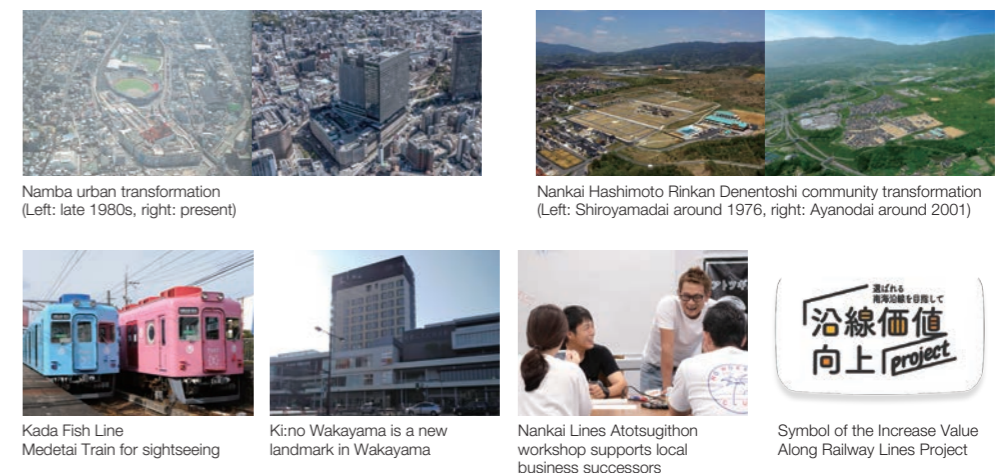 Namba urban transformation
(Left: late 1980s, right: present)
Nankai Hashimoto Rinkan Denentoshi community transformation
(Left: Shiroyamadai around 1976, right: Ayanodai around 2001)
Kada Fish Line
Medetai Train for sightseeing
Ki:no Wakayama is a new
landmark in Wakayama
Nankai Lines Atotsugithon
workshop supports local
business successors
選ばれる
南海沿線を目指して
「沿線価値
向上」project
Symbol of the Increase Value
Along Railway Lines Project